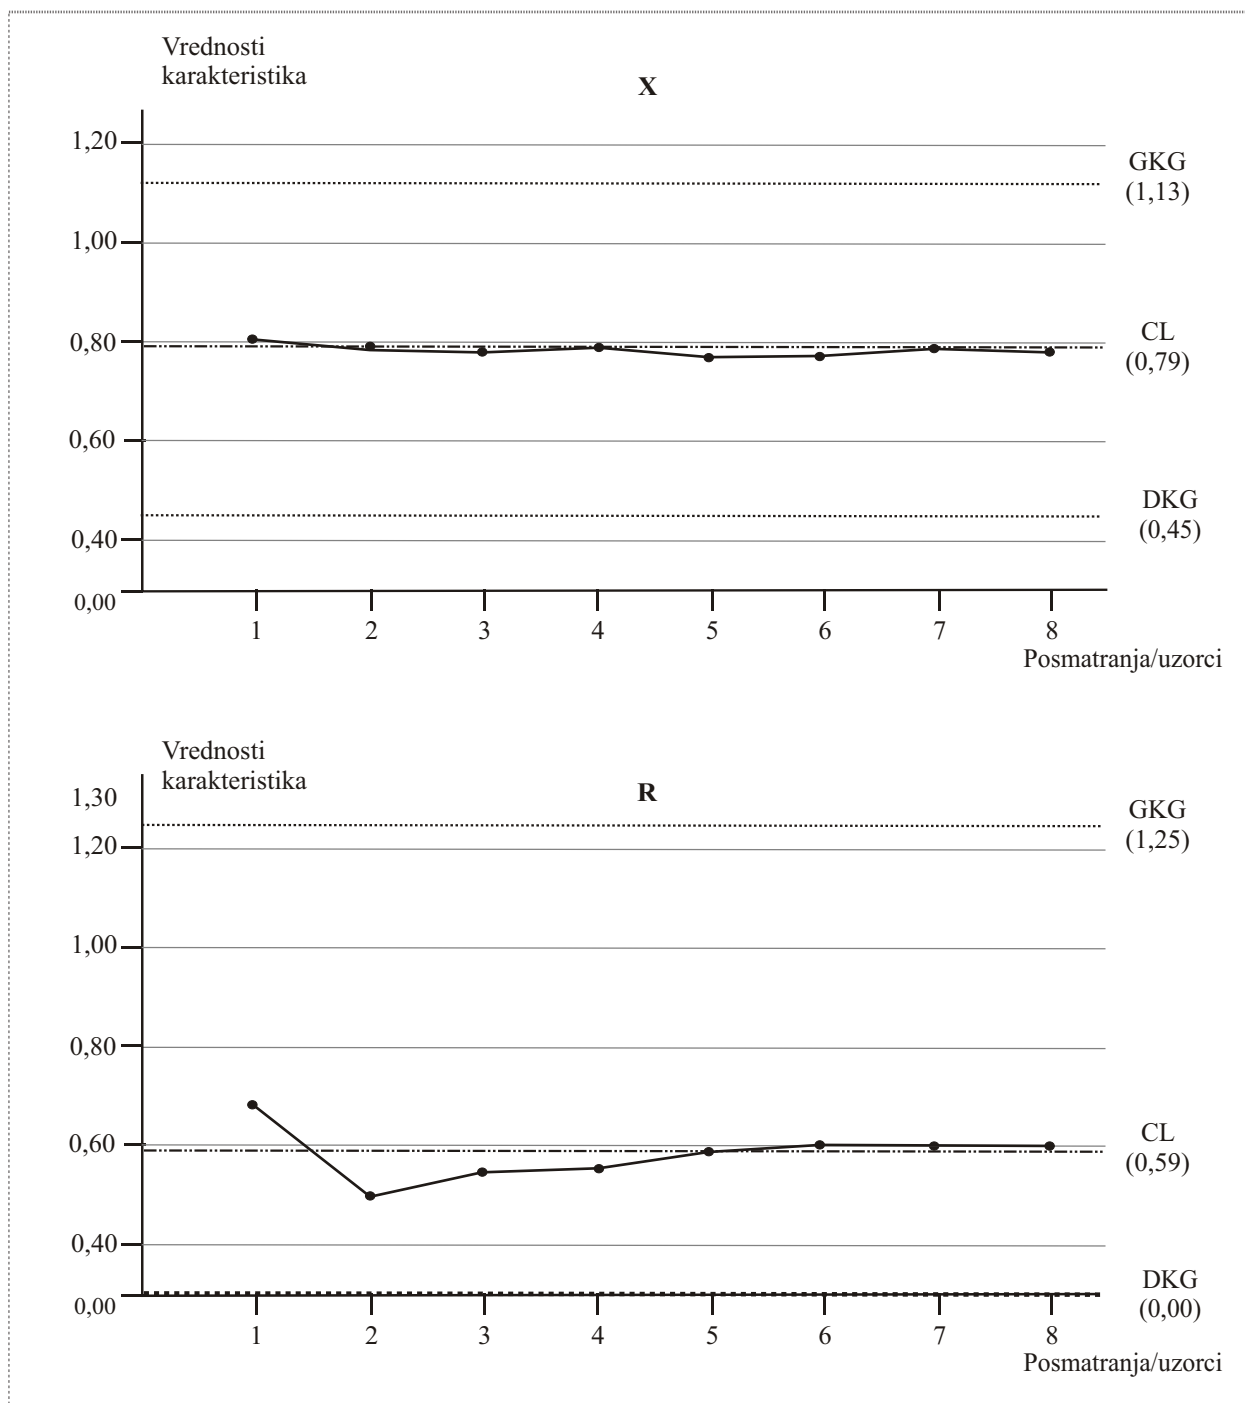 Vrednosti
karakteristika
X
1,20
GKG
(1,13)
1,00
0,80
CL
(0,79)
0,60
DKG
(0,45)
0,40
0,00
1 2 3 4 5 6 7 8
Posmatranja/uzorci
Vrednosti
karakteristika
R
1,30
GKG
(1,25)
1,20
1,00
0,80
0,60
CL
(0,59)
0,40
DKG
(0,00)
0,00
1 2 3 4 5 6 7 8
Posmatranja/uzorci